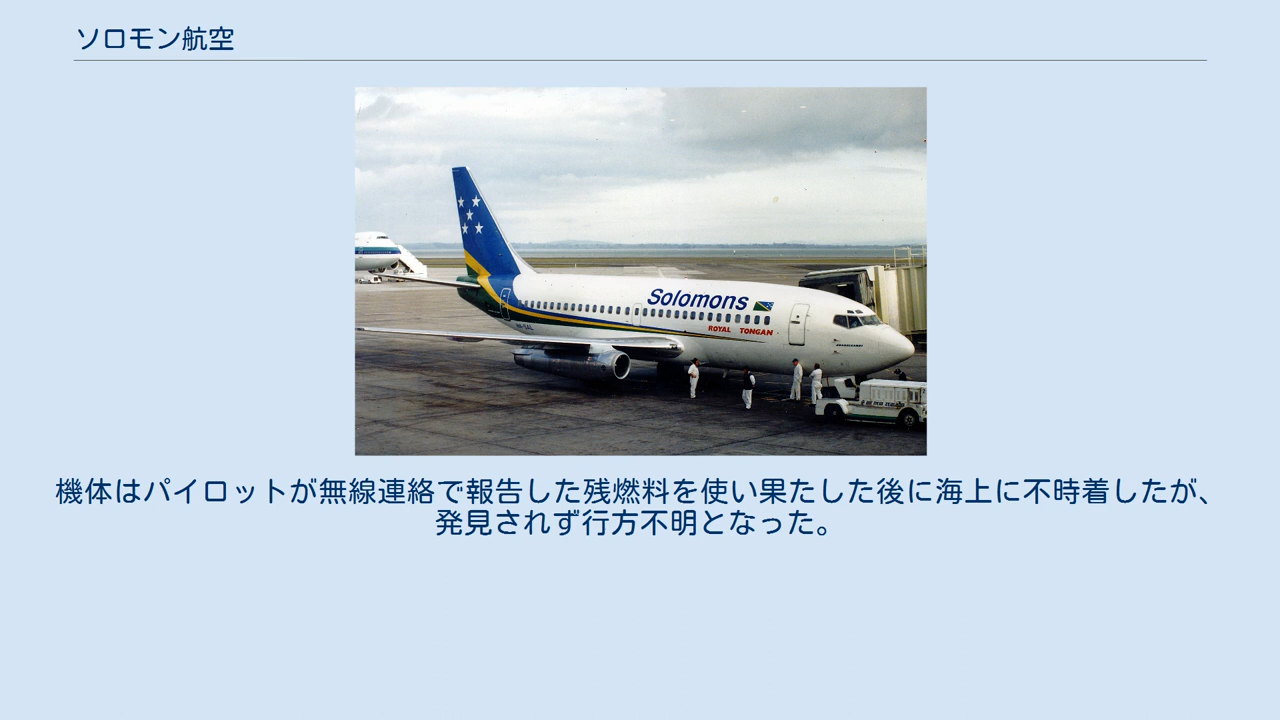 ソロモン航空
Solomons
ROYAL TONGAN
機体はパイロットが無線連絡で報告した残燃料を使い果たした後に海上に不時着したが、
発見されず行方不明となった。